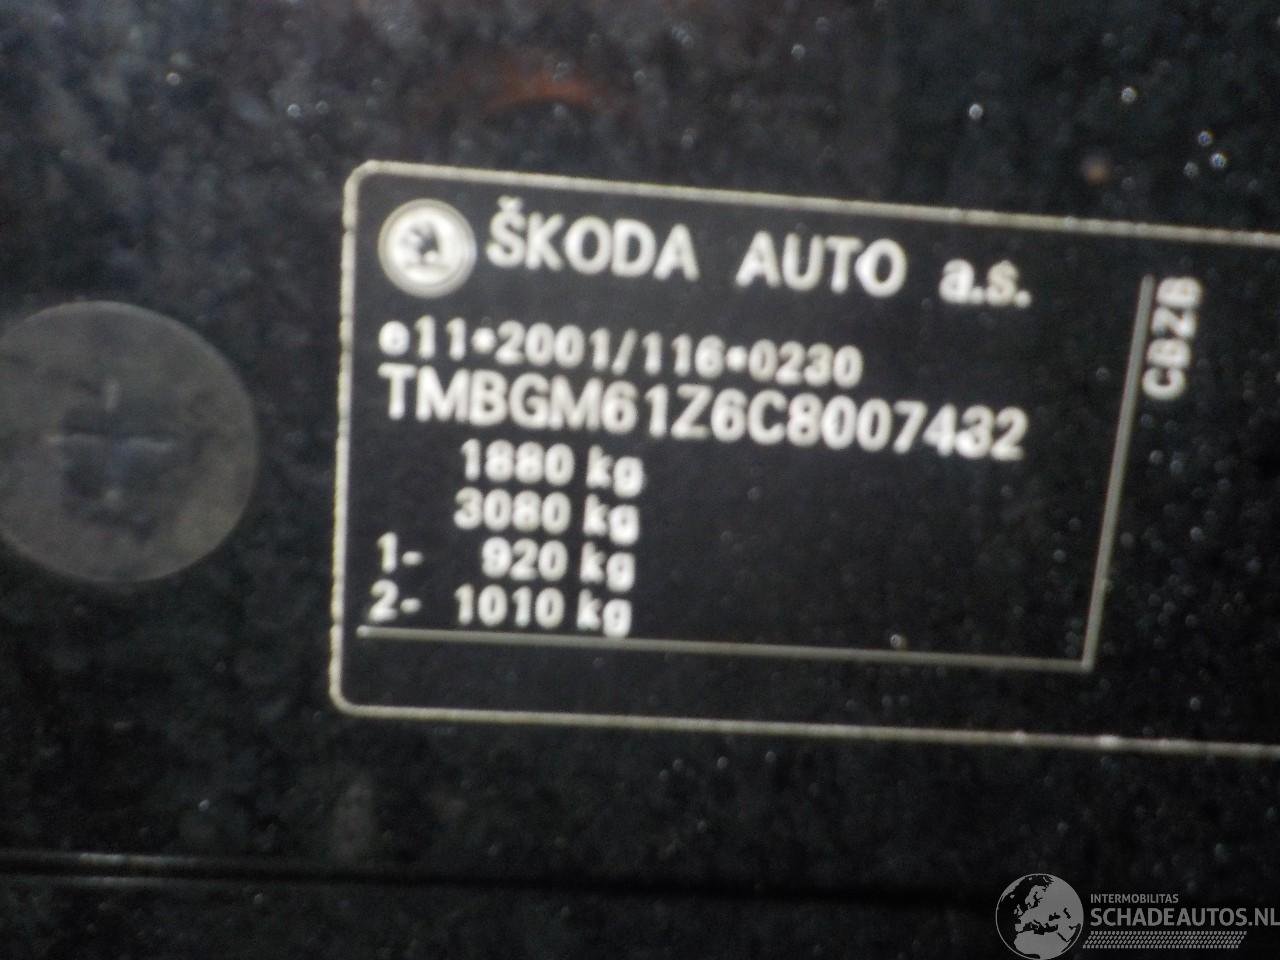 ŠKODA AUTO a.s.
e11*2001/116*0230
TMBGM61Z6C8007432
1880 kg
3080 kg
1- 920 kg
2- 1010 kg
CBZB
INTERMOBILITAS
SCHADEAUTOS.NL